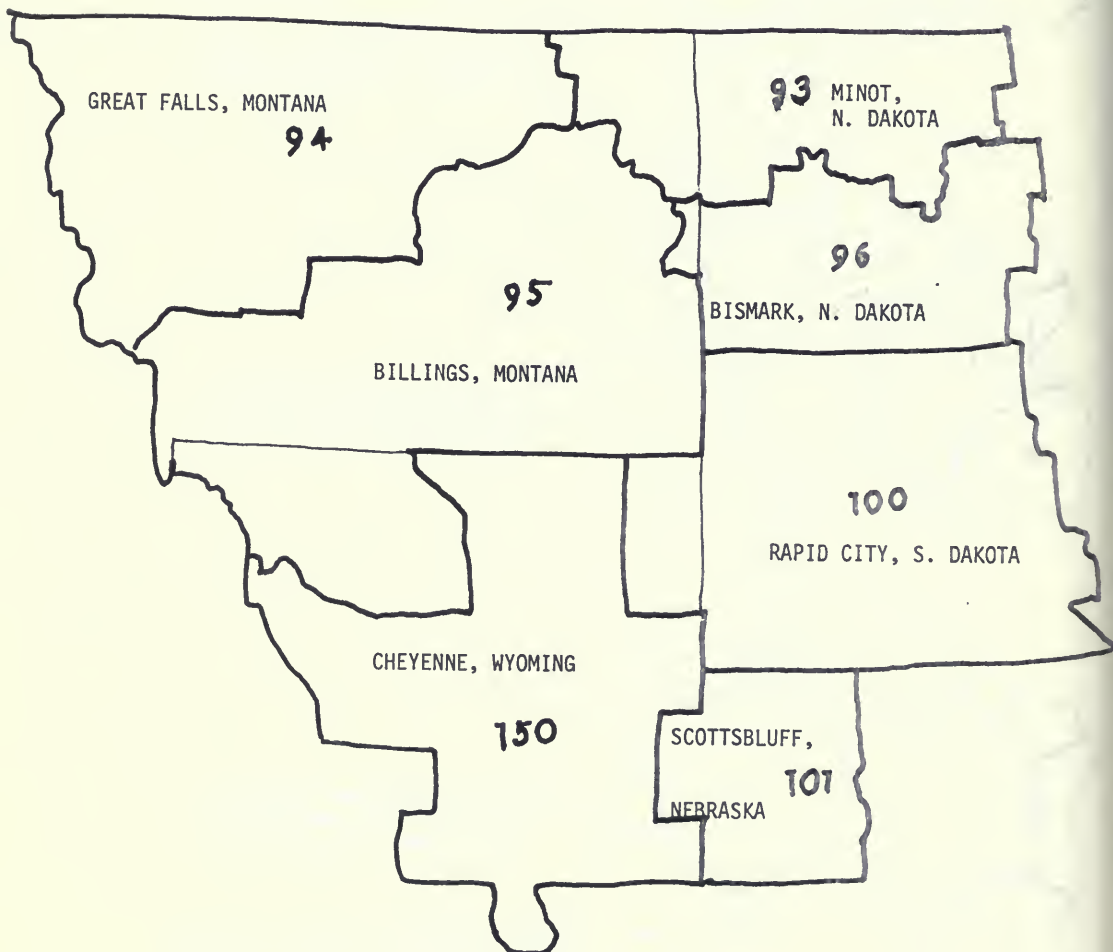 GREAT FALLS, MONTANA
94
93 MINOT,
N. DAKOTA
95
96
BISMARK, N. DAKOTA
BILLINGS, MONTANA
100
RAPID CITY, S. DAKOTA
CHEYENNE, WYOMING
150
SCOTTSBLUFF,
101
NEBRASKA